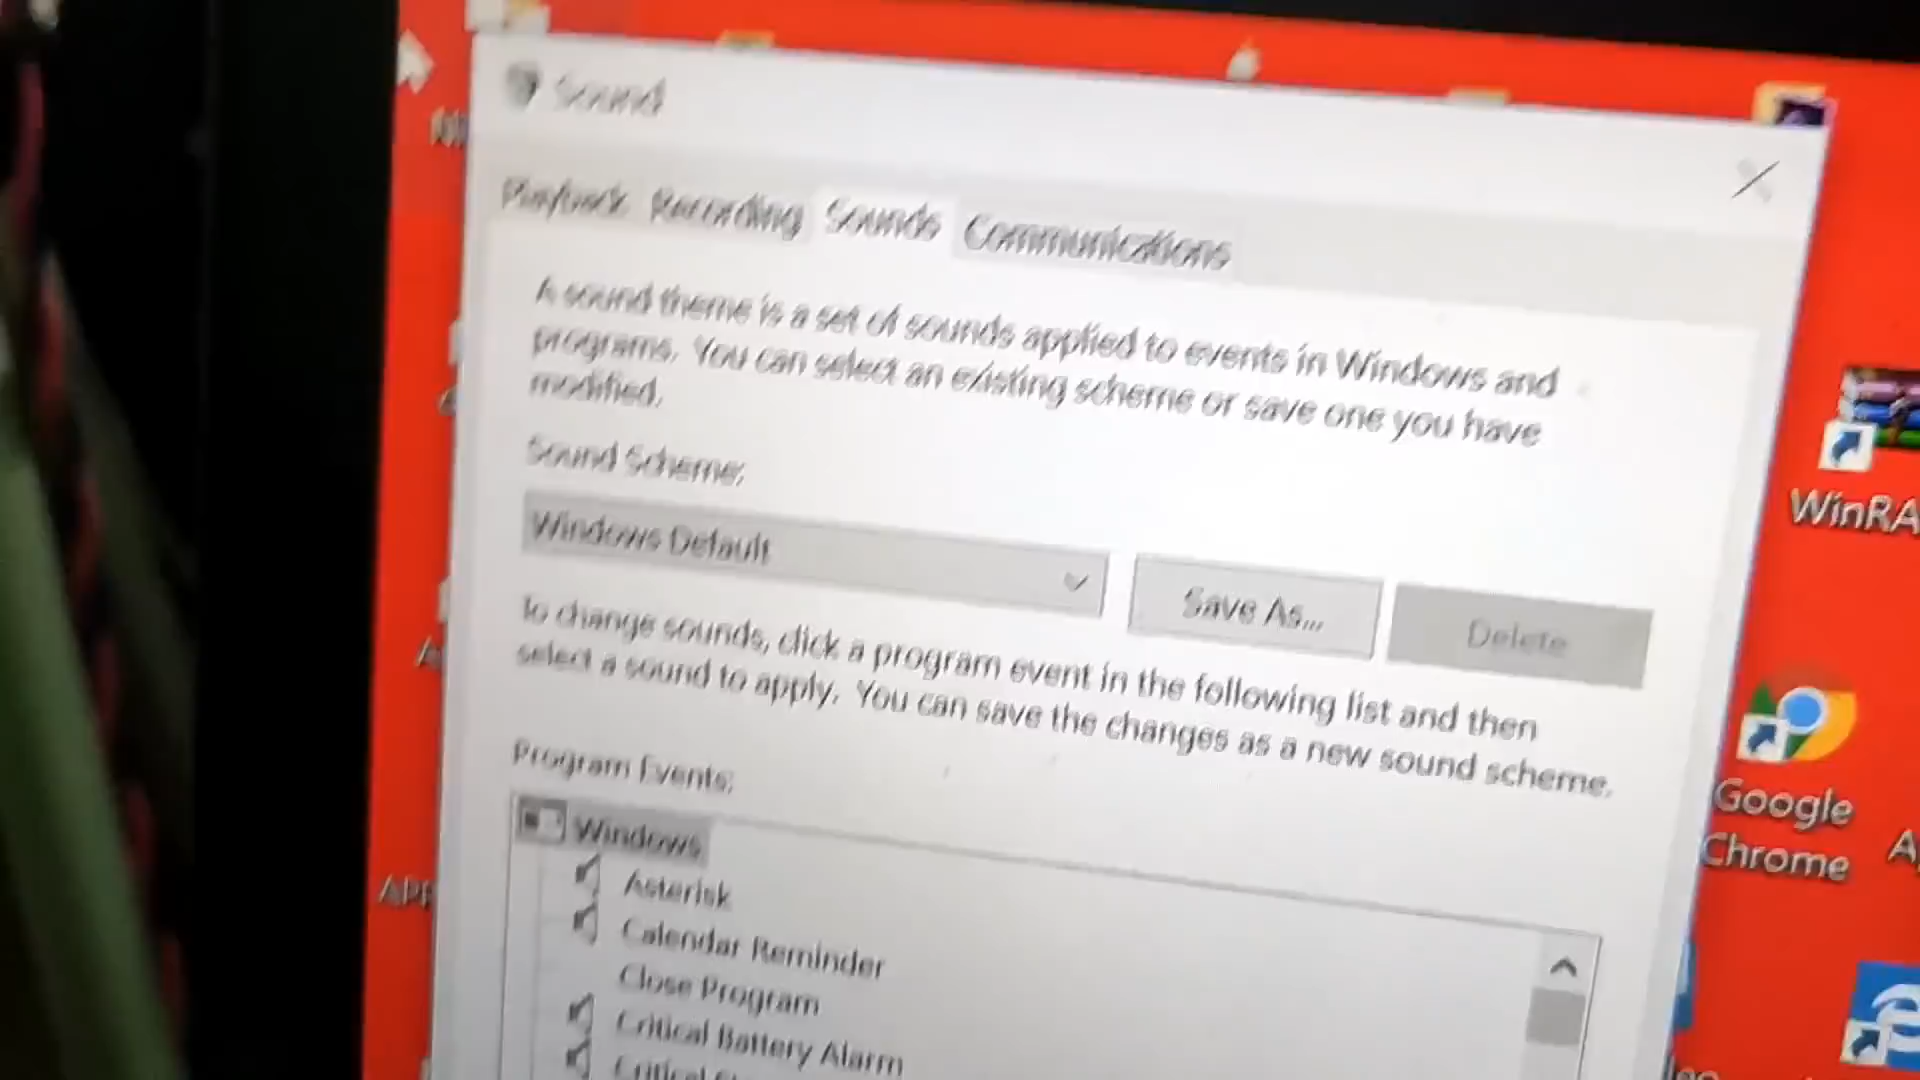 Sound
Playback Recording Sounds Communications
A sound theme is a set of sounds applied to events in Windows and
programs. You can select an existing scheme or save one you have
modified.
Sound Scheme:
Windows Default
Save As...
Delete
To change sounds, click a program event in the following list and then
select a sound to apply. You can save the changes as a new sound scheme.
Program Events:
Windows
Asterisk
Calendar Reminder
Close Program
Critical Battery Alarm
Critical
WinRA
Google
Chrome
APP